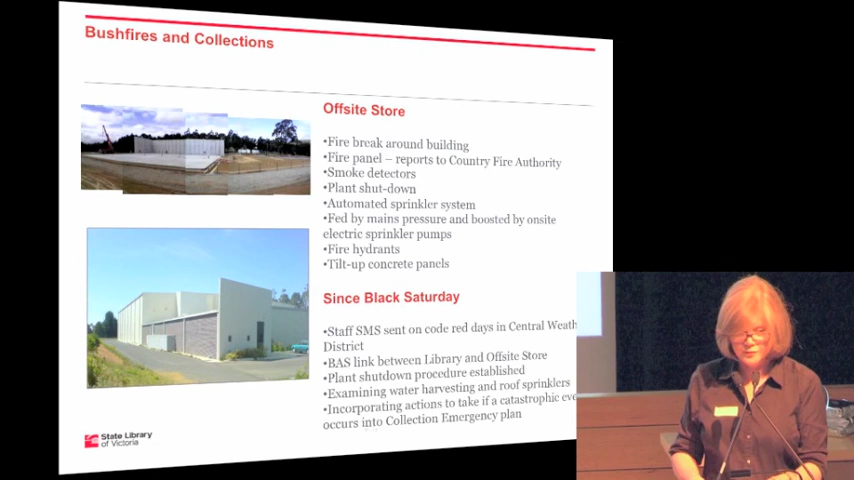 Bushfires and Collections
Offsite Store
•Fire break around building
•Fire panel – reports to Country Fire Authority
•Smoke detectors
•Plant shut-down
•Automated sprinkler system
•Fed by mains pressure and boosted by onsite
electric sprinkler pumps
•Fire hydrants
•Tilt-up concrete panels
Since Black Saturday
•Staff SMS sent on code red days in Central Weath
District
•BAS link between Library and Offsite Store
•Plant shutdown procedure established
•Examining water harvesting and roof sprinklers
•Incorporating actions to take if a catastrophic eve
occurs into Collection Emergency plan
State Library
of Victoria